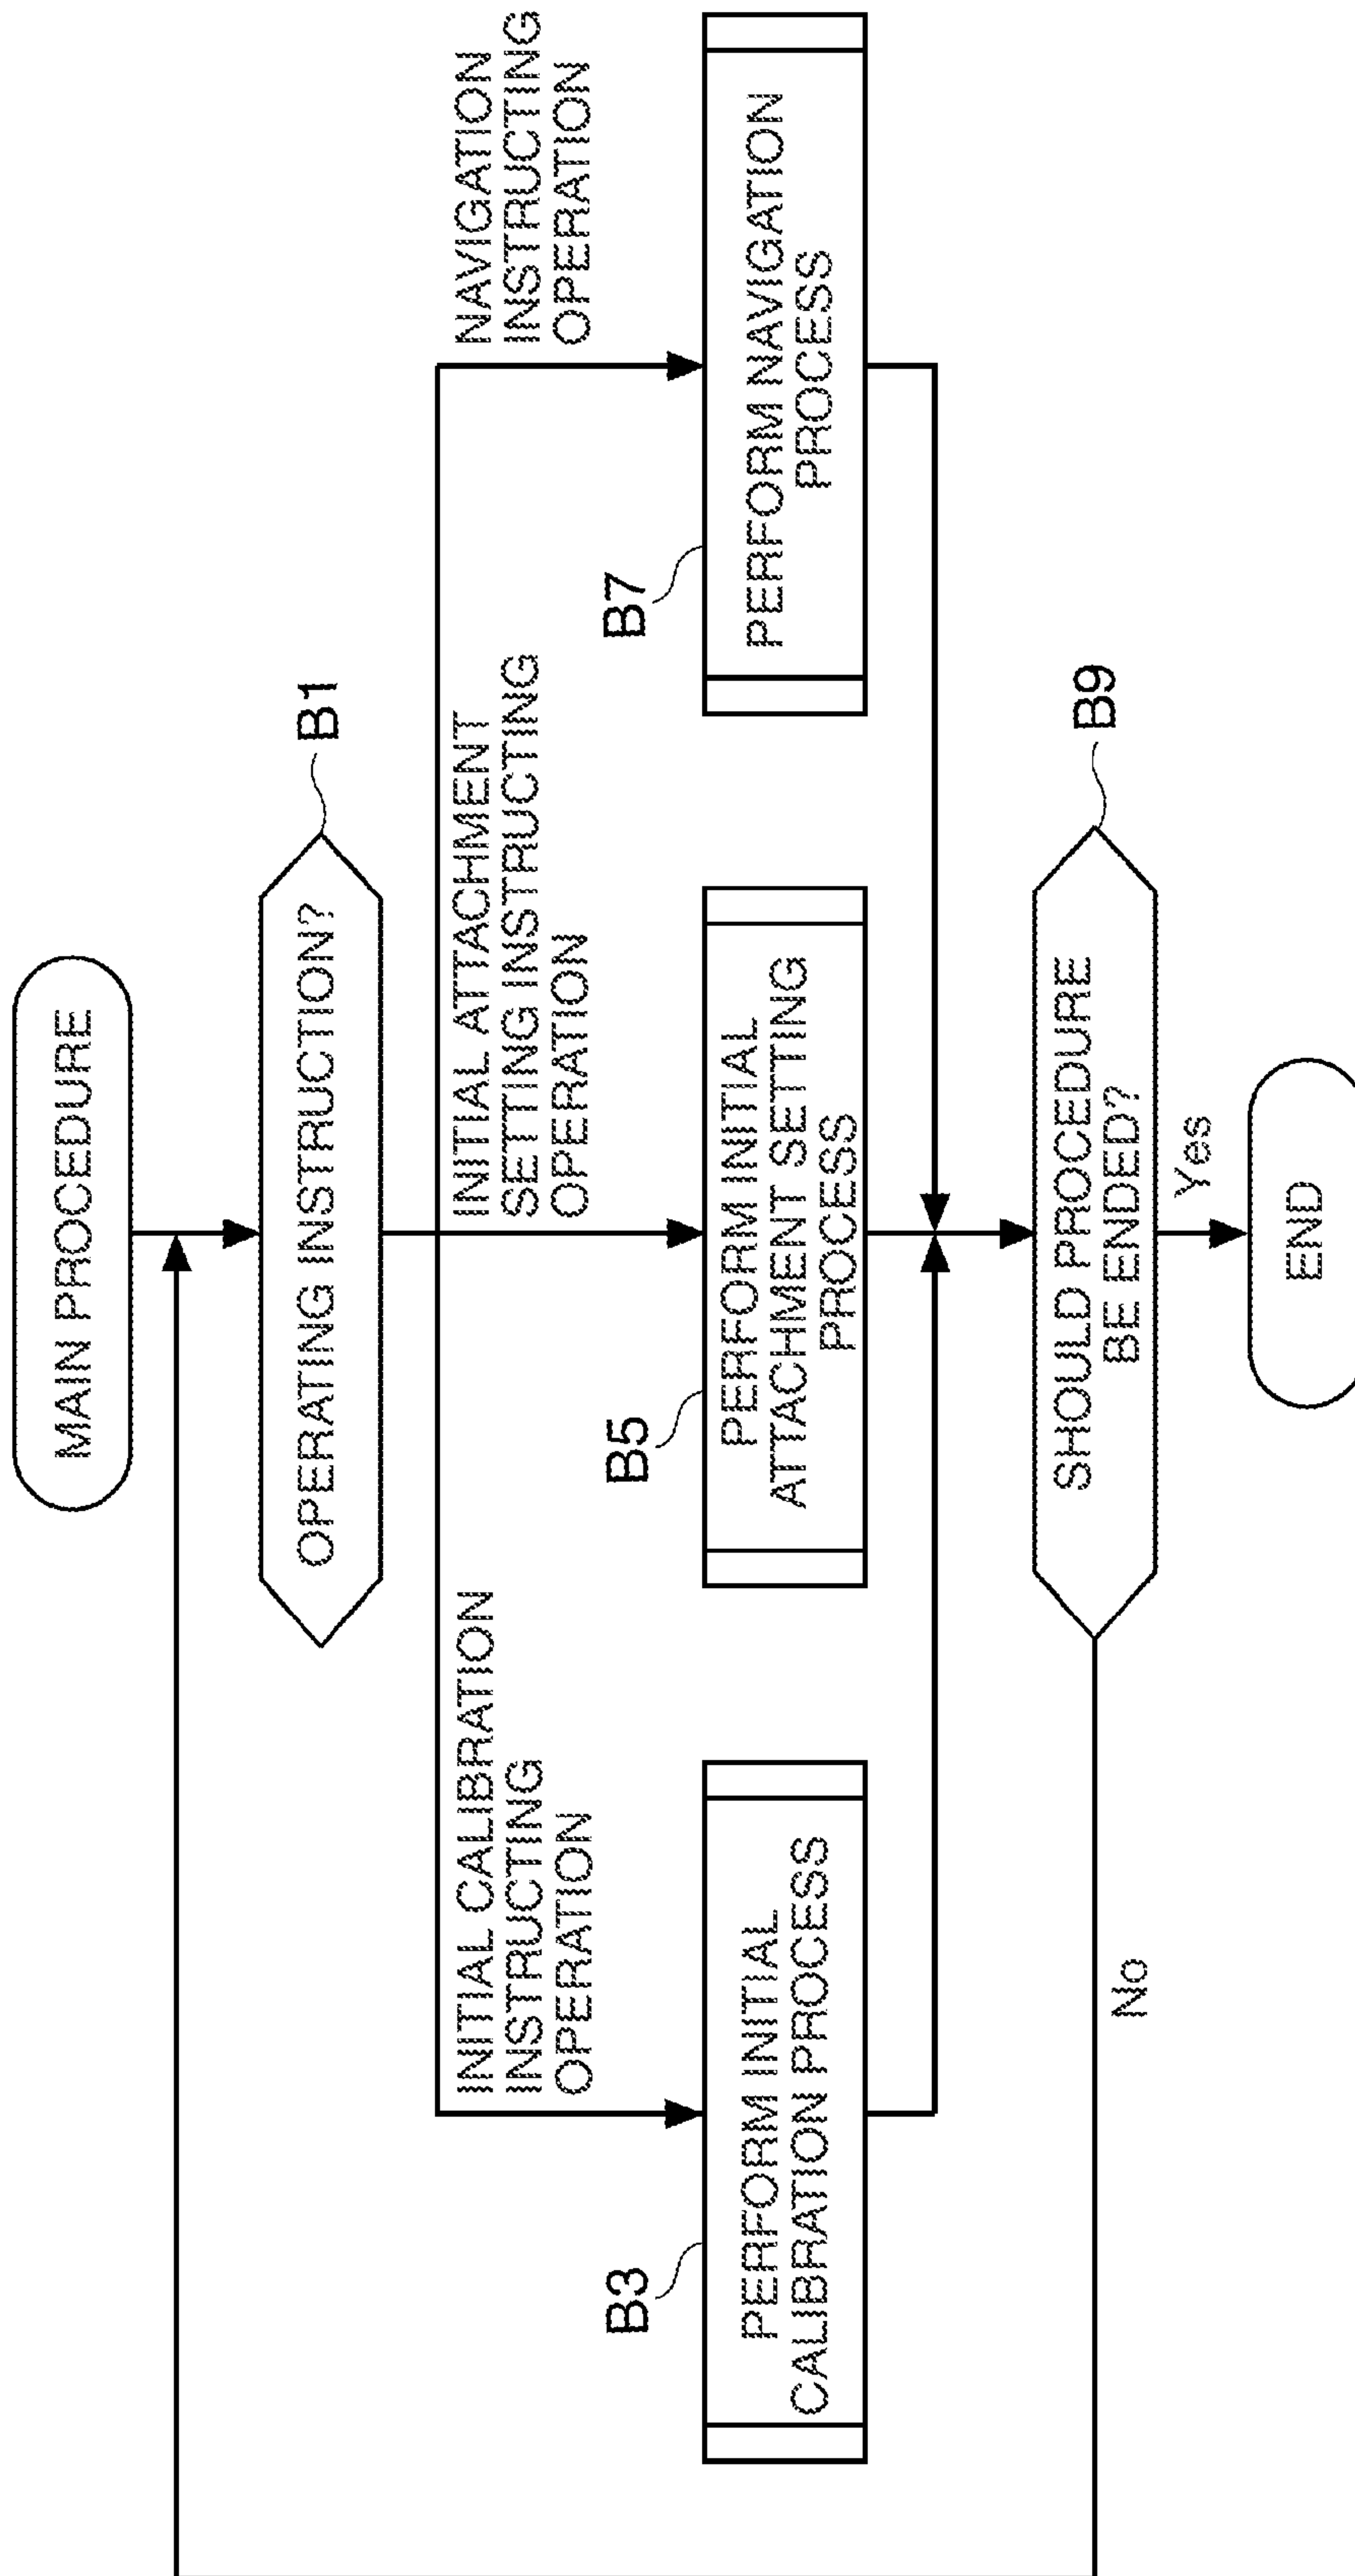 MAIN PROCEDURE
B1
OPERATING INSTRUCTION?
INITIAL CALIBRATION
INSTRUCTING
OPERATION
INITIAL ATTACHMENT
SETTING INSTRUCTING
OPERATION
NAVIGATION
INSTRUCTING
OPERATION
B3
PERFORM INITIAL
CALIBRATION PROCESS
B5
PERFORM INITIAL
ATTACHMENT SETTING
PROCESS
B7
PERFORM NAVIGATION
PROCESS
B9
SHOULD PROCEDURE
BE ENDED?
No
Yes
END